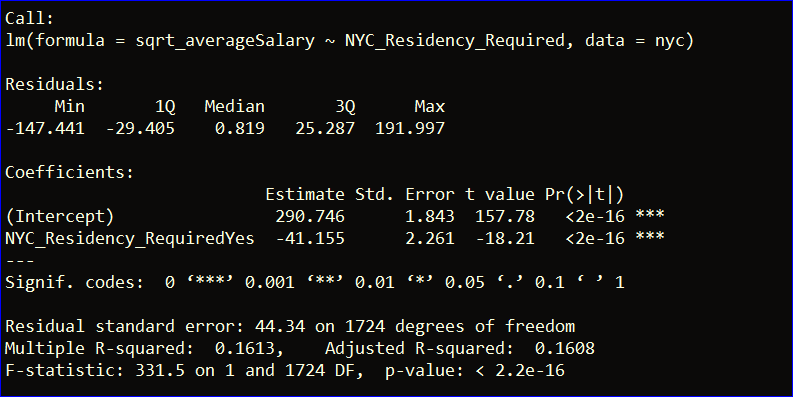 Call:
lm(formula = sqrt_averageSalary ~ NYC_Residency_Required, data = nyc)
Residuals:
Min 1Q Median 3Q Max
-147.441 -29.405 0.819 25.287 191.997
Coefficients:
Estimate Std. Error t value Pr(>|t|)
(Intercept) 290.746 1.843 157.78 <2e-16 ***
NYC_Residency_RequiredYes -41.155 2.261 -18.21 <2e-16 ***
---
Signif. codes: 0 ‘***’ 0.001 ‘**’ 0.01 ‘*’ 0.05 ‘.’ 0.1 ‘ ’ 1
Residual standard error: 44.34 on 1724 degrees of freedom
Multiple R-squared: 0.1613, Adjusted R-squared: 0.1608
F-statistic: 331.5 on 1 and 1724 DF, p-value: < 2.2e-16